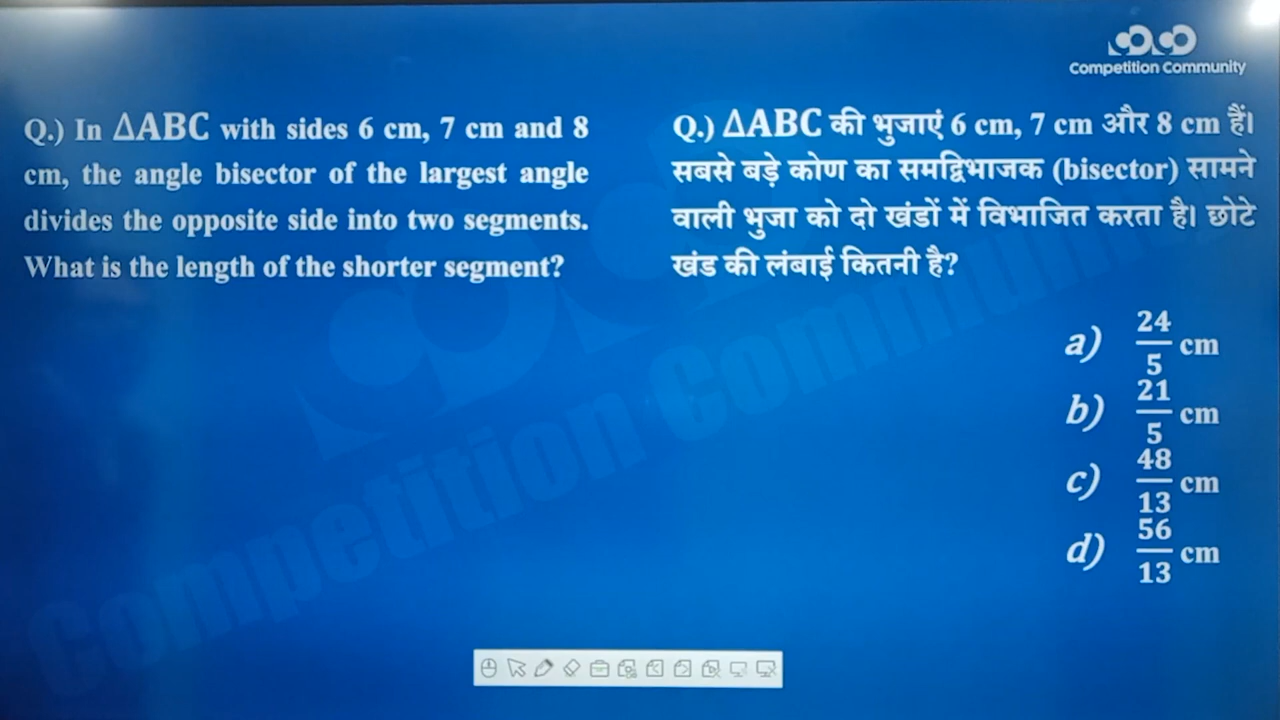 Competition Community
Q.) In ΔABC with sides 6 cm, 7 cm and 8
cm, the angle bisector of the largest angle
divides the opposite side into two segments.
What is the length of the shorter segment?
Q.) ΔABC की भुजाएं 6 cm, 7 cm और 8 cm हैं।
सबसे बड़े कोण का समद्विभाजक (bisector) सामने
वाली भुजा को दो खंडों में विभाजित करता है। छोटे
खंड की लंबाई कितनी है?
a) 24/5 cm
b) 21/5 cm
c) 48/13 cm
d) 56/13 cm
Competition Community